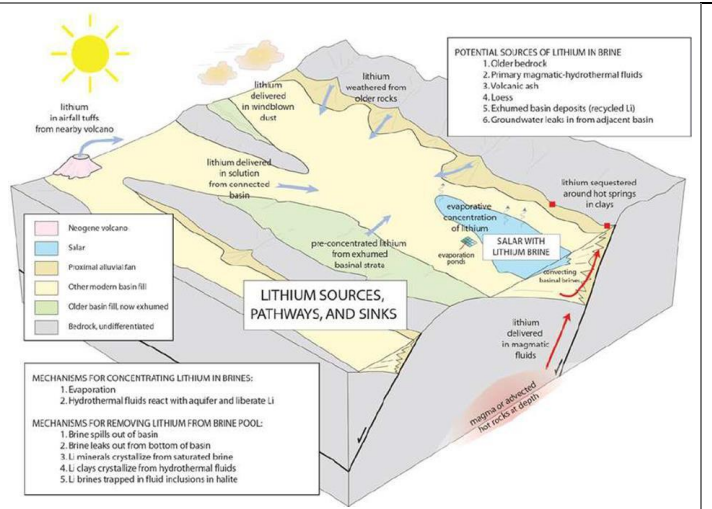 POTENTIAL SOURCES OF LITHIUM IN BRINE
1. Older bedrock
2. Primary magmatic-hydrothermal fluids
3. Volcanic ash
4. Loess
5. Exhumed basin deposits (recycled Li)
6. Groundwater leaks in from adjacent basin
lithium
in airfall tuffs
from nearby volcano
lithium
delivered
in windblown
dust
lithium
weathered from
older rocks
lithium delivered
in solution
from connected
basin
lithium sequestered
around hot springs
in clays
evaporative
concentration
of lithium
SALAR WITH
LITHIUM BRINE
evaporation
ponds
pre-concentrated lithium
from exhumed
basinal strata
convecting
basinal brines
Neogene volcano
Salar
Proximal alluvial fan
Other modern basin fill
Older basin fill, now exhumed
Bedrock, undifferentiated
LITHIUM SOURCES,
PATHWAYS, AND SINKS
lithium
delivered
in magmatic
fluids
magma or advected
hot rocks at depth
MECHANISMS FOR CONCENTRATING LITHIUM IN BRINES:
1. Evaporation
2. Hydrothermal fluids react with aquifer and liberate Li
MECHANISMS FOR REMOVING LITHIUM FROM BRINE POOL:
1. Brine spills out of basin
2. Brine leaks out from bottom of basin
3. Li minerals crystallize from saturated brine
4. Li clays crystallize from hydrothermal fluids
5. Li brines trapped in fluid inclusions in halite